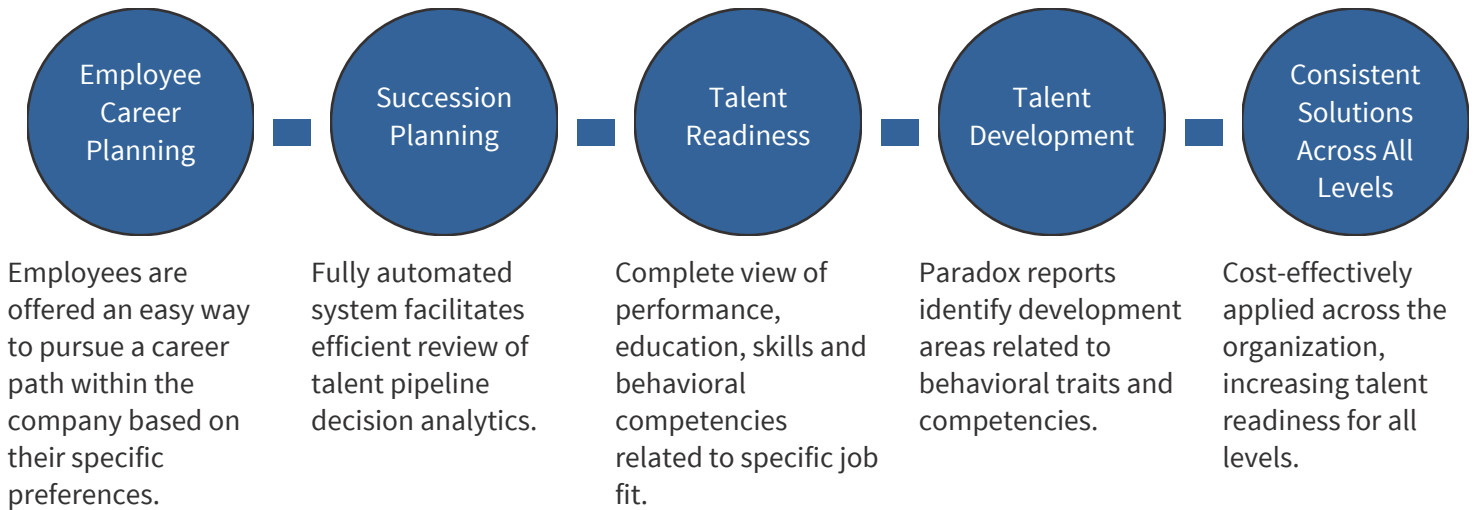 Employee
Career
Planning
Succession
Planning
Talent
Readiness
Talent
Development
Consistent
Solutions
Across All
Levels
Employees are
offered an easy way
to pursue a career
path within the
company based on
their specific
preferences.
Fully automated
system facilitates
efficient review of
talent pipeline
decision analytics.
Complete view of
performance,
education, skills and
behavioral
competencies
related to specific job
fit.
Paradox reports
identify development
areas related to
behavioral traits and
competencies.
Cost-effectively
applied across the
organization,
increasing talent
readiness for all
levels.